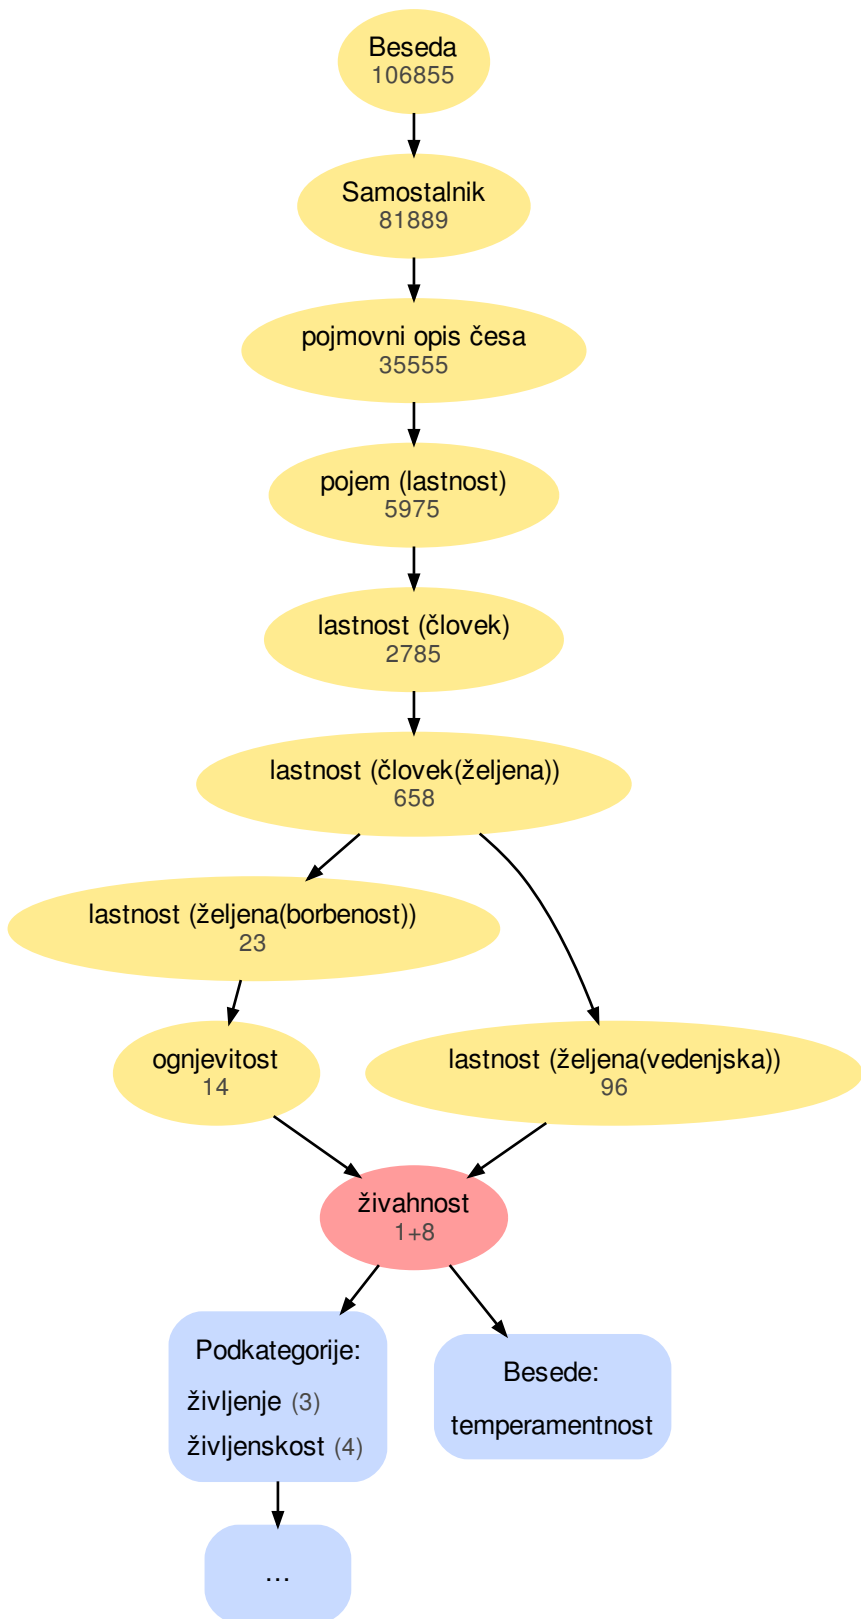 Beseda
106855
Samostalnik
81889
pojmovni opis česa
35555
pojem (lastnost)
5975
lastnost (človek)
2785
lastnost (človek(željena))
658
lastnost (željena(borbenost))
23
ognjevitost
14
lastnost (željena(vedenjska))
96
živahnost
1+8
Podkategorije:
življenje (3)
življenskost (4)
Besede:
temperamentnost
...